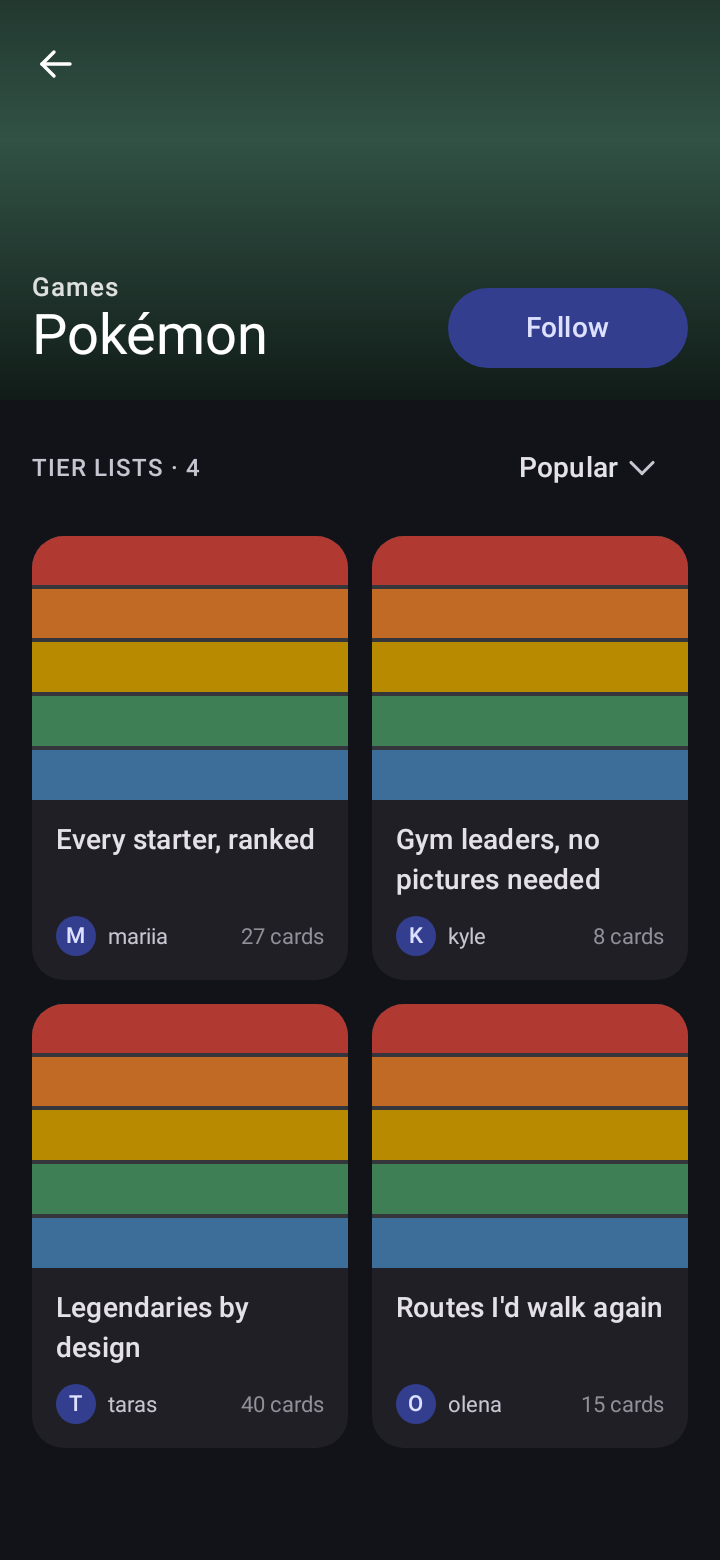 Games
Pokémon
Follow
TIER LISTS · 4
Popular
Every starter, ranked
M mariia 27 cards
Gym leaders, no
pictures needed
K kyle 8 cards
Legendaries by
design
T taras 40 cards
Routes I'd walk again
O olena 15 cards